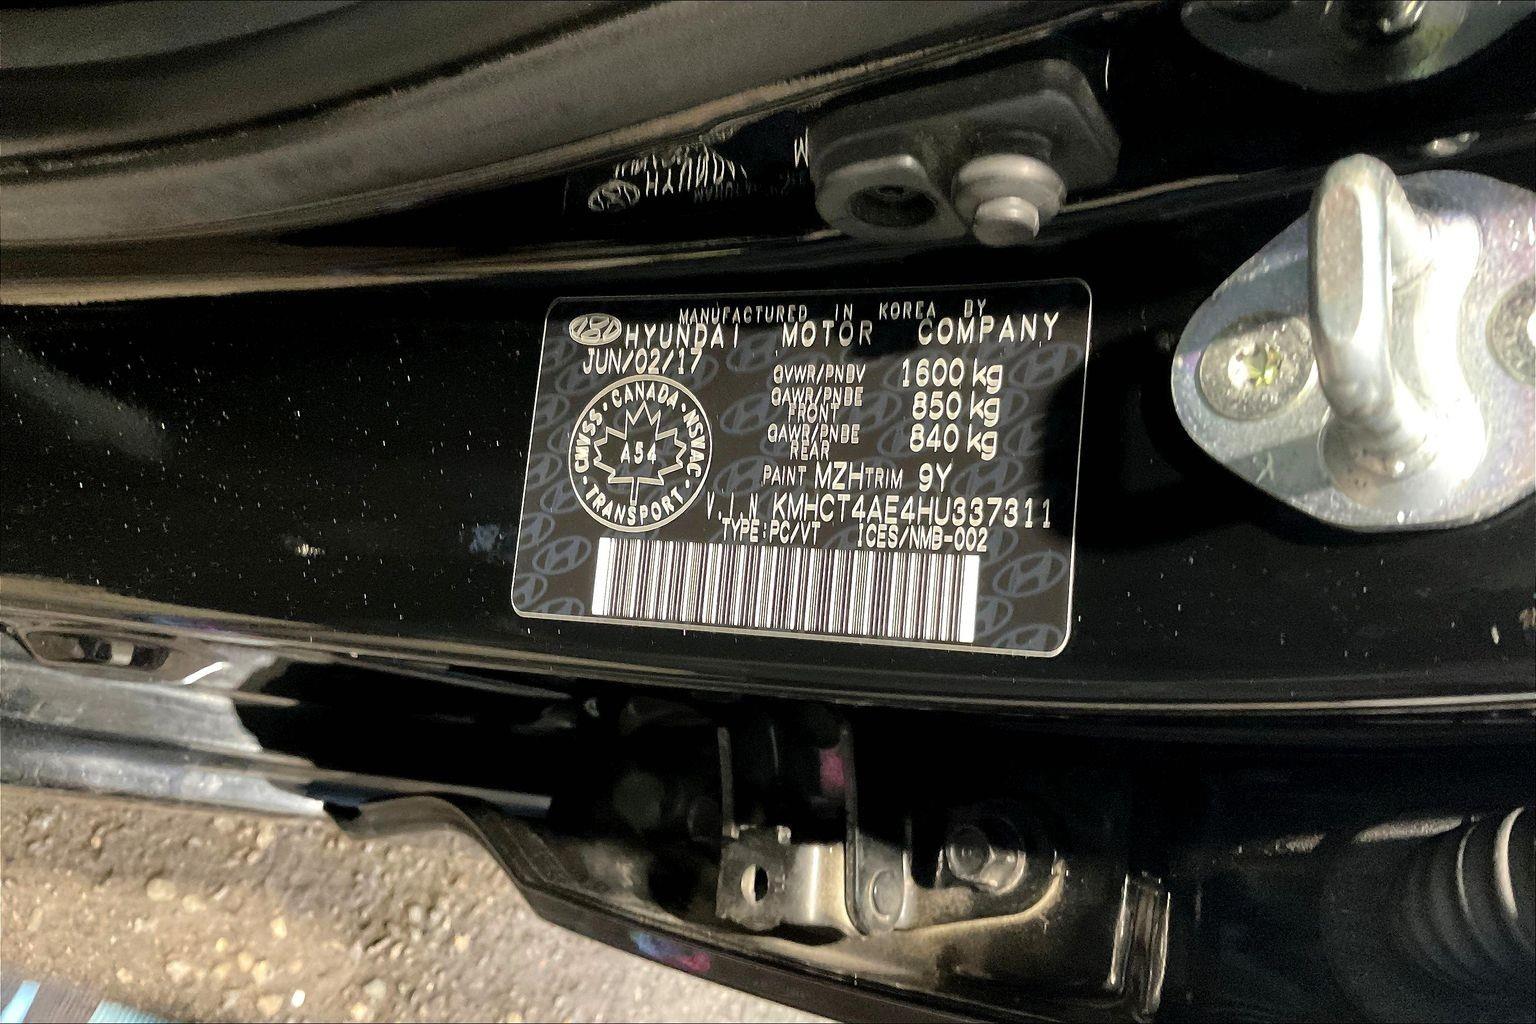 MANUFACTURED IN KOREA BY
HYUNDAI MOTOR COMPANY
JUN/02/17
GVWR/PNBV 1600 kg
GAWR/PNBE FRONT 850 kg
GAWR/PNBE REAR 840 kg
CANADA · NSVAC · TRANSPORT · CMVSS
A54
PAINT MZH TRIM 9Y
V.I.N KMHCT4AE4HU337311
TYPE:PC/VT ICES/NMB-002